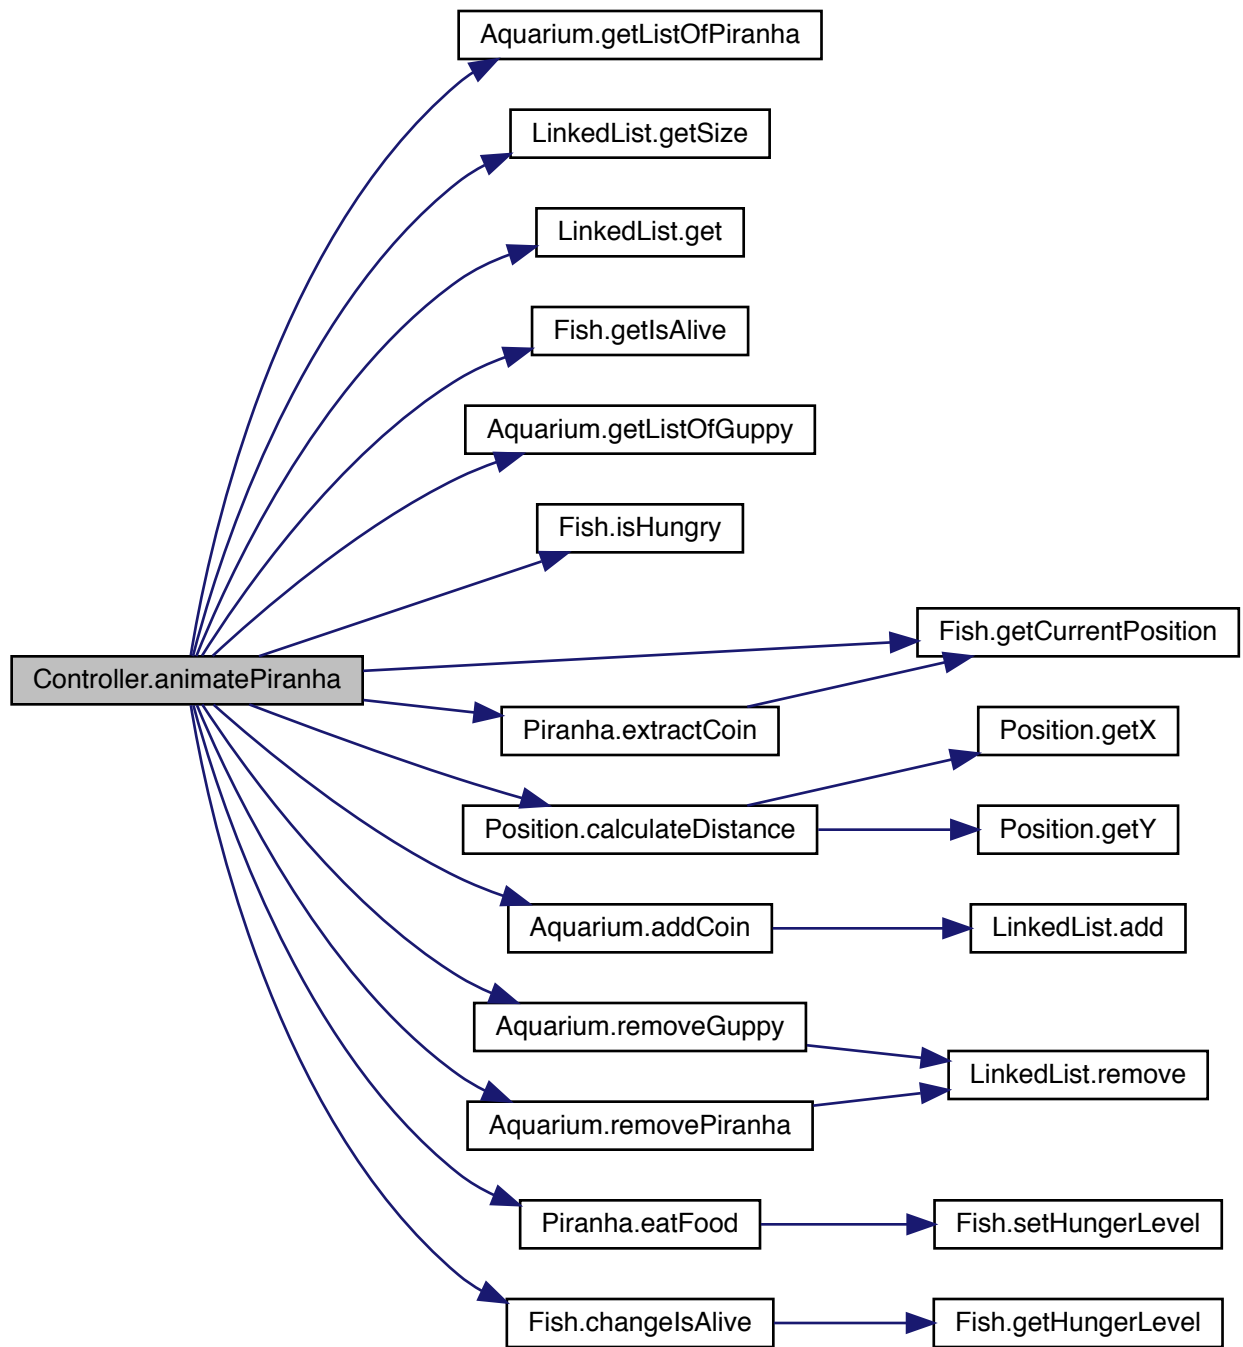 Aquarium.getListOfPiranha
LinkedList.getSize
LinkedList.get
Fish.getIsAlive
Aquarium.getListOfGuppy
Fish.isHungry
Fish.getCurrentPosition
Controller.animatePiranha
Piranha.extractCoin
Position.getX
Position.calculateDistance
Position.getY
Aquarium.addCoin
LinkedList.add
Aquarium.removeGuppy
LinkedList.remove
Aquarium.removePiranha
Piranha.eatFood
Fish.setHungerLevel
Fish.changeIsAlive
Fish.getHungerLevel